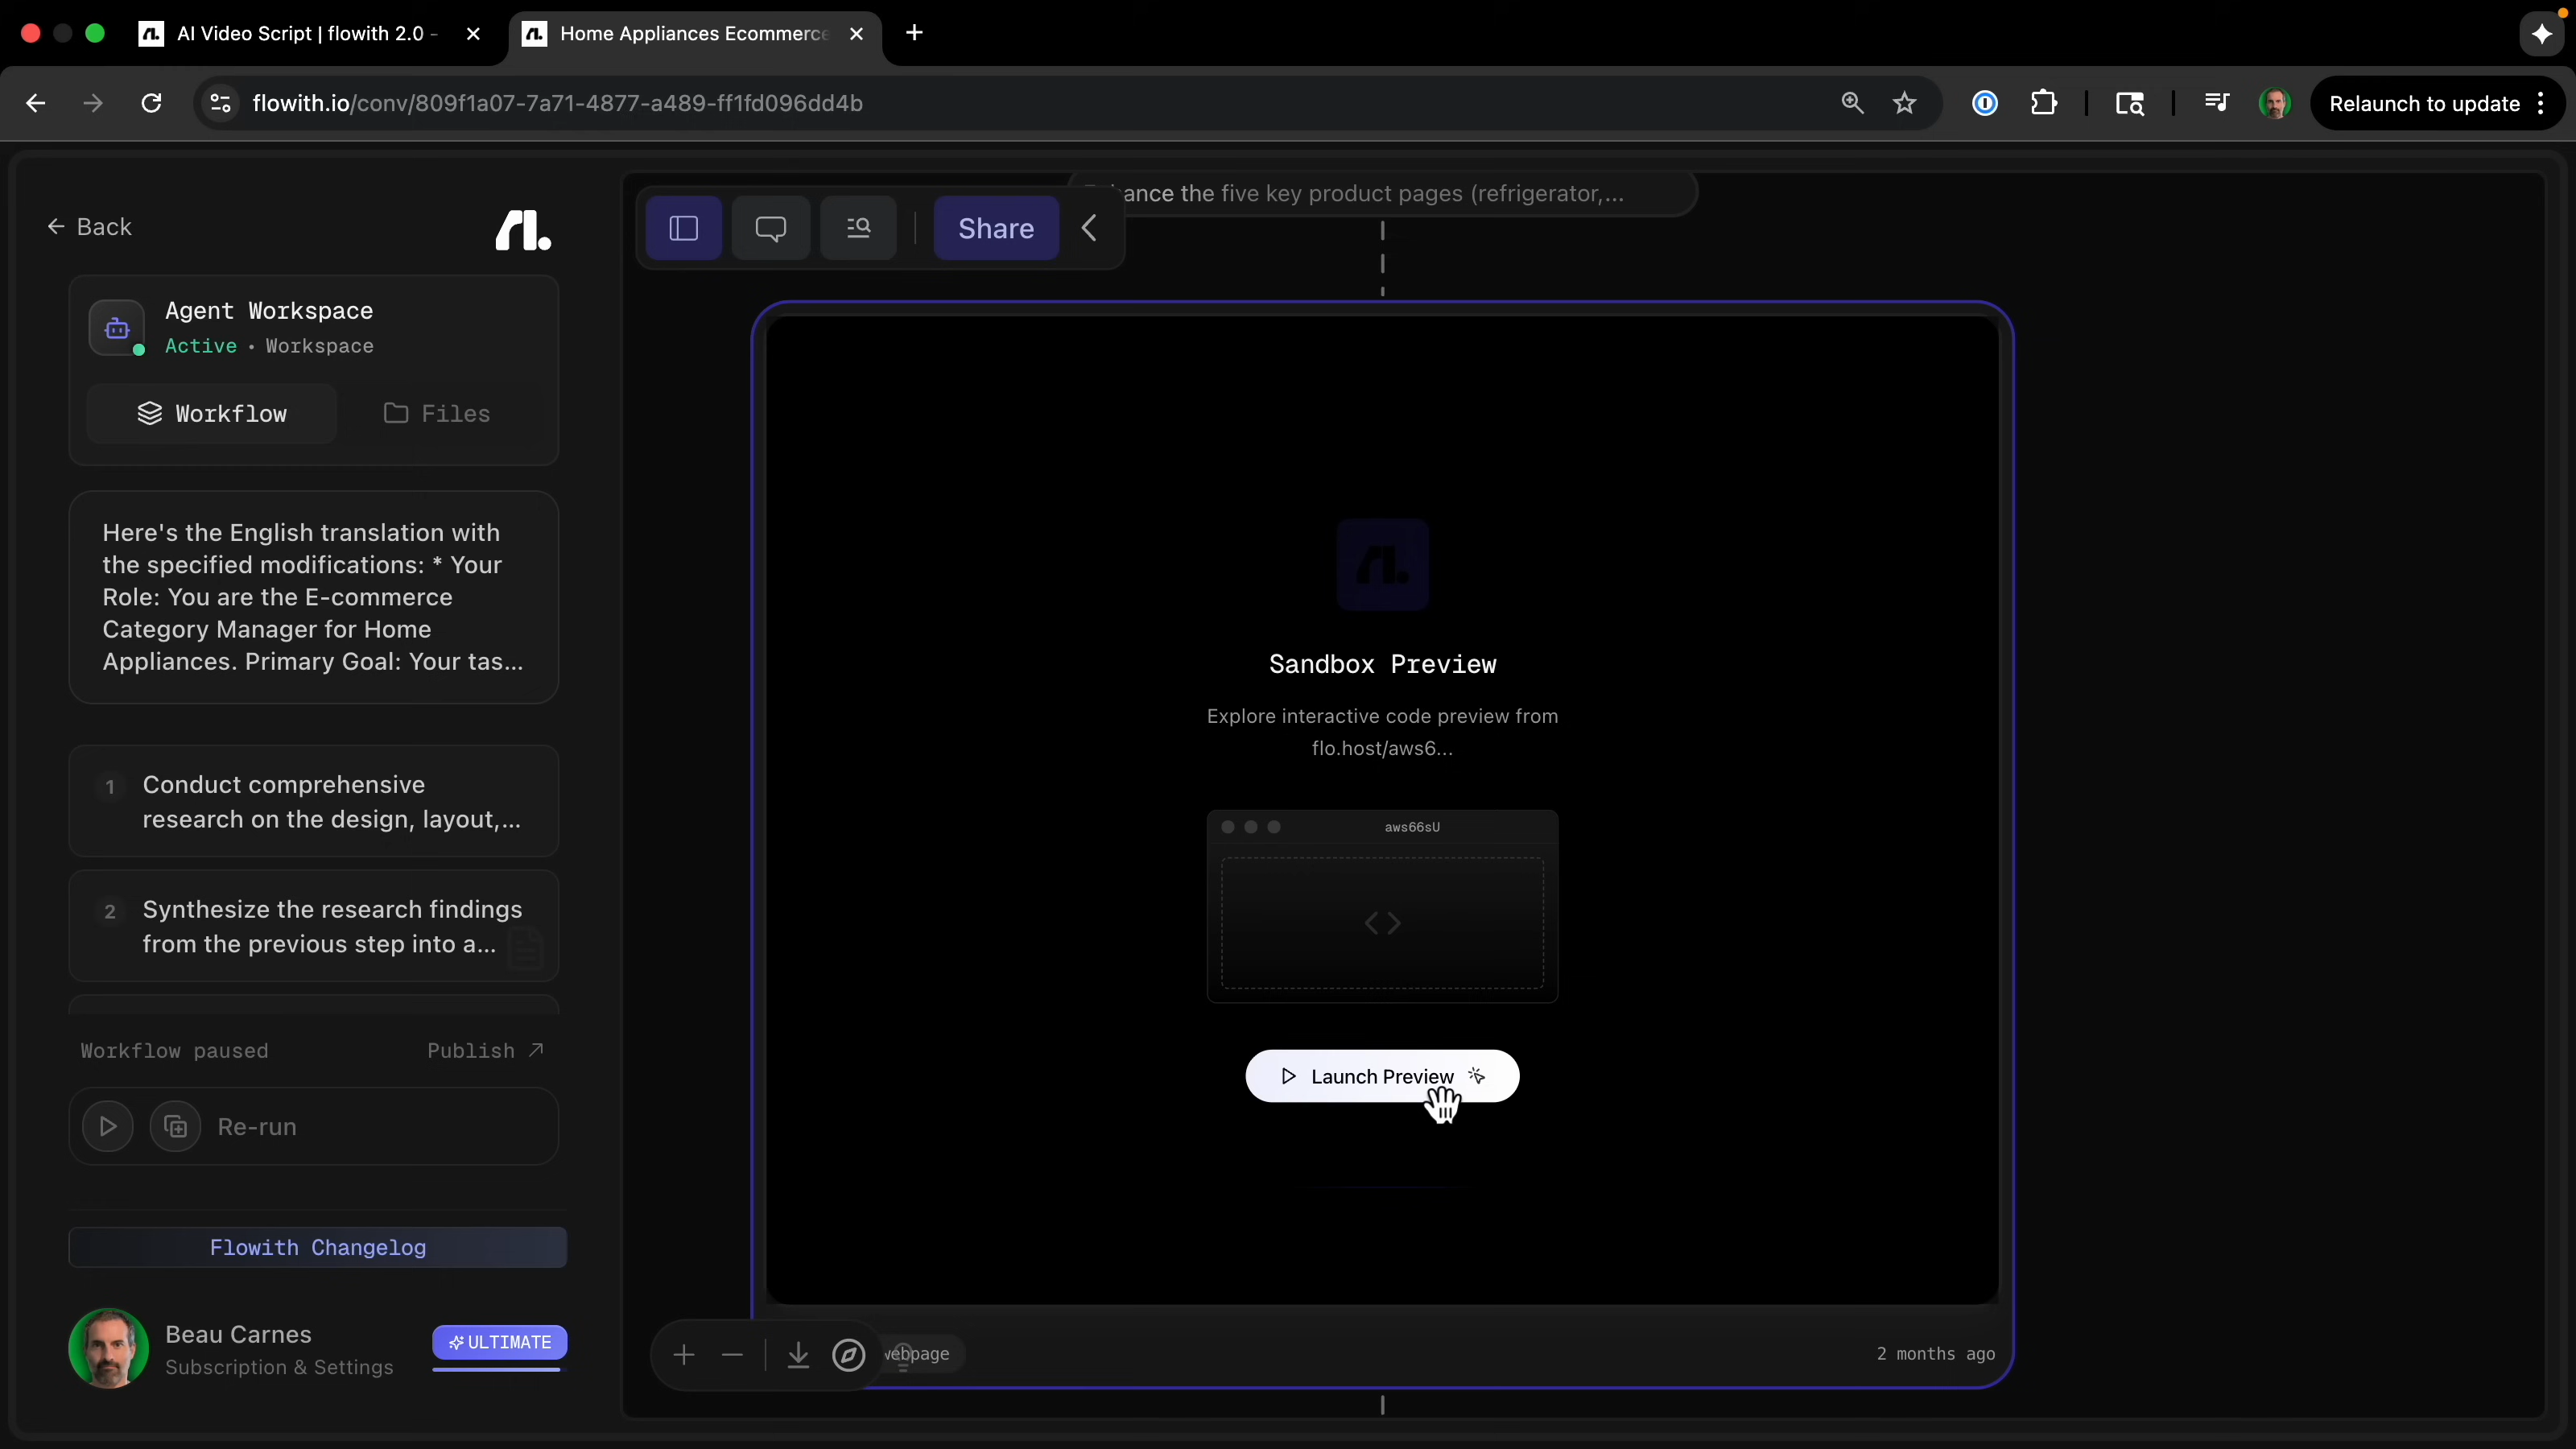 AI Video Script | flowith 2.0 -
Home Appliances Ecommerce
flowith.io/conv/809f1a07-7a71-4877-a489-ff1fd096dd4b
Relaunch to update
Back
Agent Workspace
Active • Workspace
Workflow
Files
Here's the English translation with
the specified modifications: * Your
Role: You are the E-commerce
Category Manager for Home
Appliances. Primary Goal: Your tas...
1 Conduct comprehensive
research on the design, layout,...
2 Synthesize the research findings
from the previous step into a...
Workflow paused
Publish
Re-run
Flowith Changelog
Beau Carnes
Subscription & Settings
ULTIMATE
Share
the five key product pages (refrigerator,...
Sandbox Preview
Explore interactive code preview from
flo.host/aws6...
aws66sU
Launch Preview
webpage
2 months ago